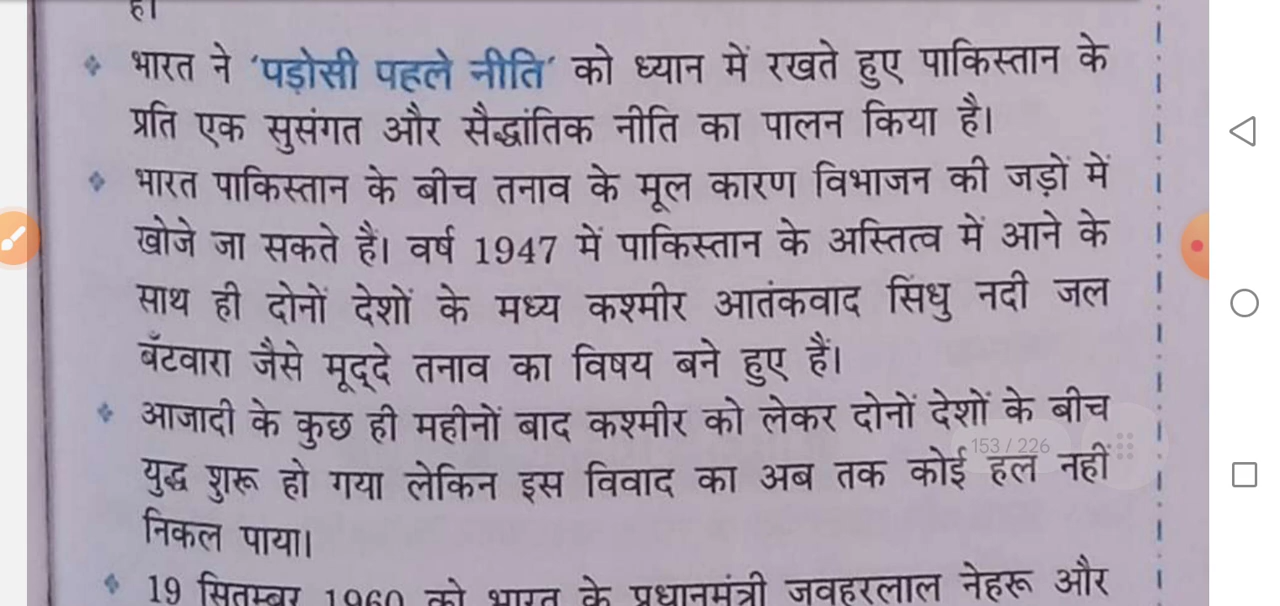 है।
भारत ने 'पड़ोसी पहले नीति' को ध्यान में रखते हुए पाकिस्तान के
प्रति एक सुसंगत और सैद्धांतिक नीति का पालन किया है।
भारत पाकिस्तान के बीच तनाव के मूल कारण विभाजन की जड़ों में
खोजे जा सकते हैं। वर्ष 1947 में पाकिस्तान के अस्तित्व में आने के
साथ ही दोनों देशों के मध्य कश्मीर आतंकवाद सिंधु नदी जल
बँटवारा जैसे मूद्दे तनाव का विषय बने हुए हैं।
आजादी के कुछ ही महीनों बाद कश्मीर को लेकर दोनों देशों के बीच
153 / 226
युद्ध शुरू हो गया लेकिन इस विवाद का अब तक कोई हल नहीं
निकल पाया।
19 सितम्बर 1960 को भारत के प्रधानमंत्री जवहरलाल नेहरू और